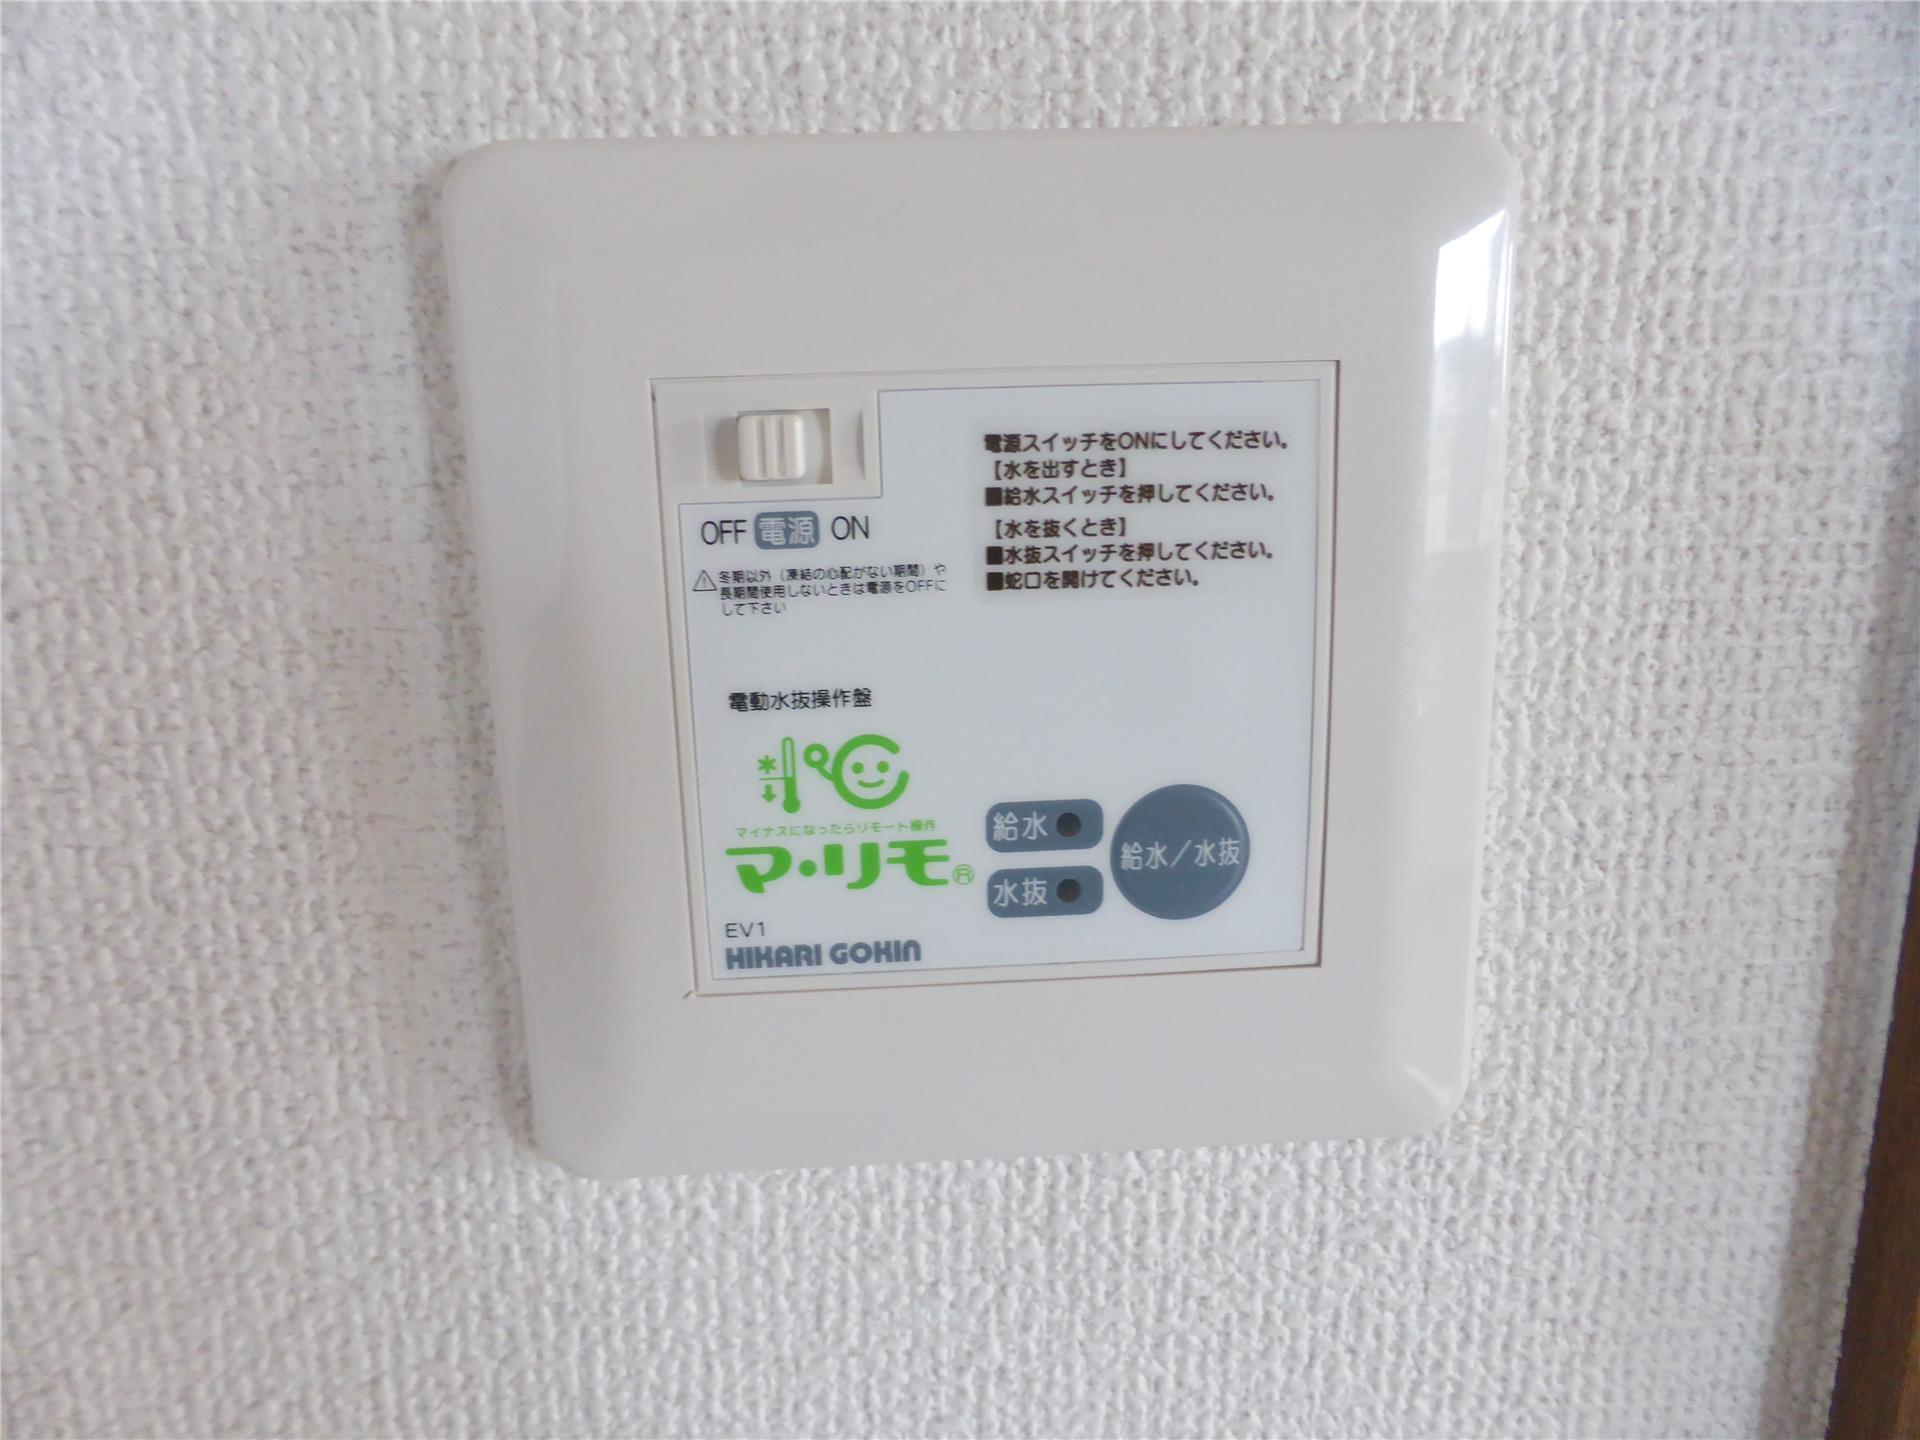 電源スイッチをONにしてください。
【水を出すとき】
■給水スイッチを押してください。
【水を抜くとき】
■水抜スイッチを押してください。
■蛇口を開けてください。
OFF 電源 ON
⚠冬期以外（凍結の心配がない期間）や
長期間使用しないときは電源をOFFに
して下さい
電動水抜操作盤
℃
マイナスになったらリモート操作
マ・リモ®
給水
水抜
給水／水抜
EV1
HIKARI GOKIN